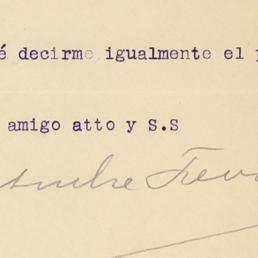 é decirme igualmente el p
amigo atto y S.S